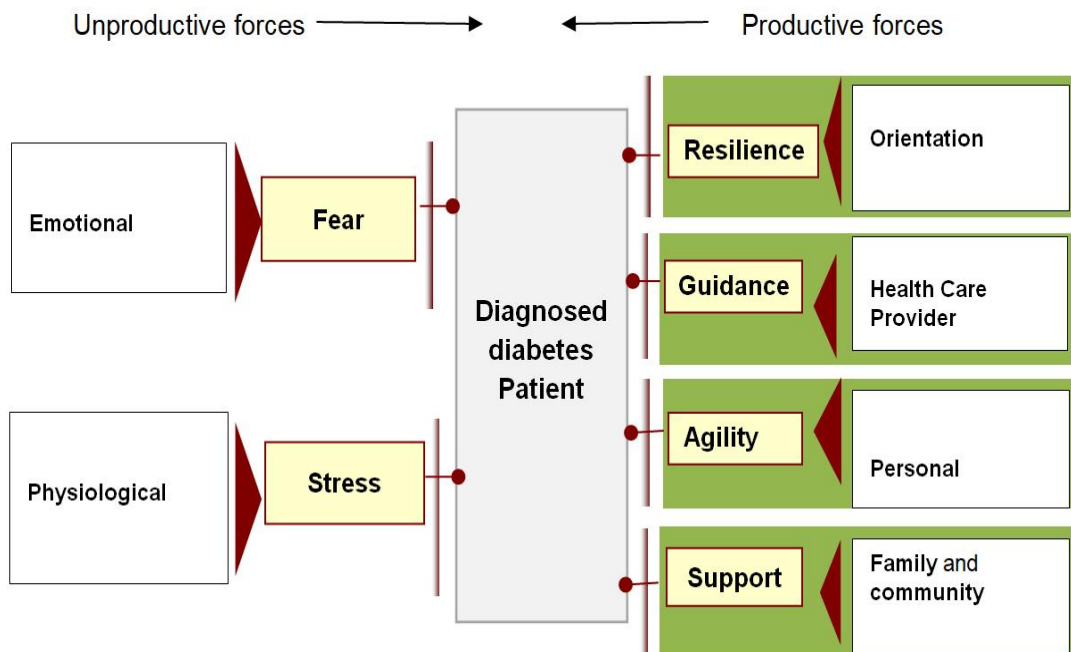 Unproductive forces
Productive forces
Emotional
Fear
Physiological
Stress
Diagnosed
diabetes
Patient
Resilience
Orientation
Guidance
Health Care
Provider
Agility
Personal
Support
Family and
community